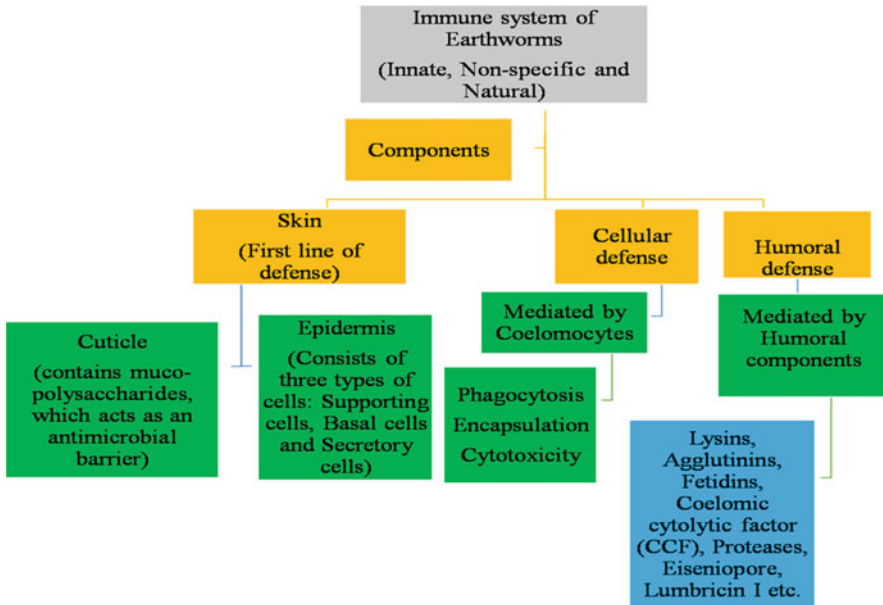 Immune system of
Earthworms
(Innate, Non-specific and
Natural)
Components
Skin
(First line of
defense)
Cellular
defense
Humoral
defense
Cuticle
(contains muco-
polysaccharides,
which acts as an
antimicrobial
barrier)
Epidermis
(Consists of
three types of
cells: Supporting
cells, Basal cells
and Secretory
cells)
Mediated by
Coelomocytes
Phagocytosis
Encapsulation
Cytotoxicity
Mediated by
Humoral
components
Lysins,
Agglutinins,
Fetidins,
Coelomic
cytolytic factor
(CCF), Proteases,
Eiseniopore,
Lumbricin I etc.